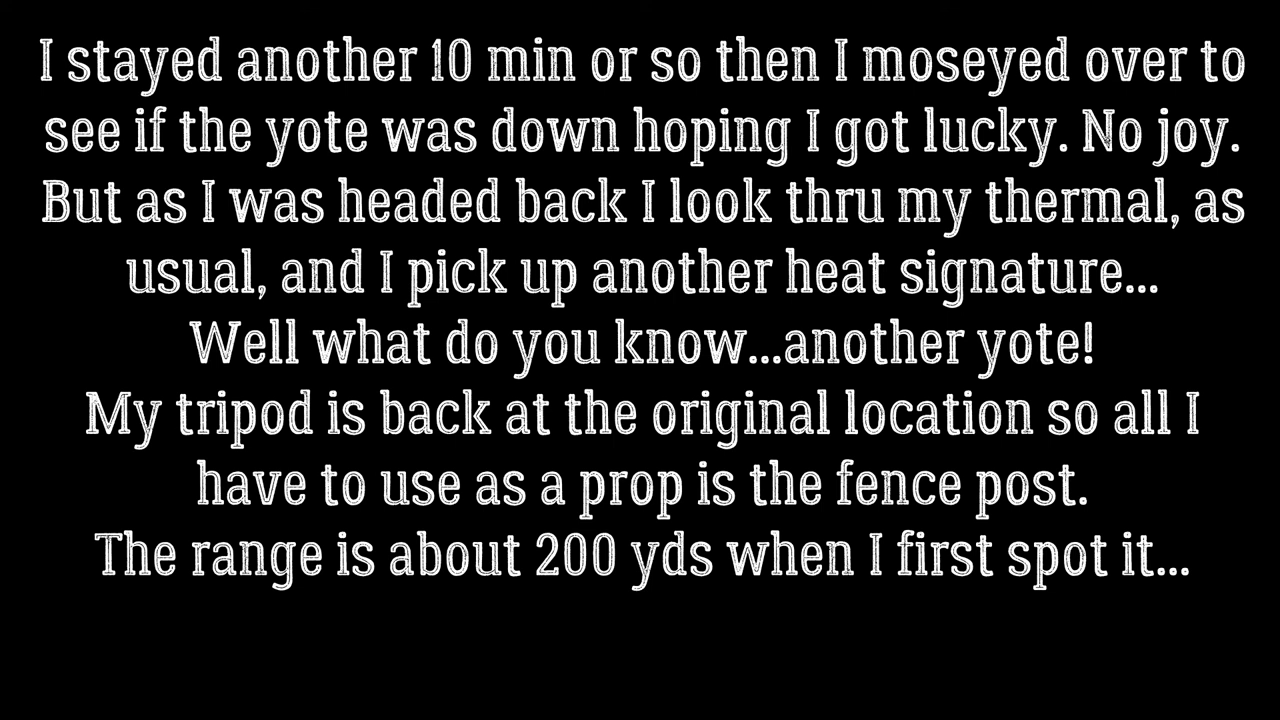 I stayed another 10 min or so then I moseyed over to
see if the yote was down hoping I got lucky. No joy.
But as I was headed back I look thru my thermal, as
usual, and I pick up another heat signature...
Well what do you know...another yote!
My tripod is back at the original location so all I
have to use as a prop is the fence post.
The range is about 200 yds when I first spot it...